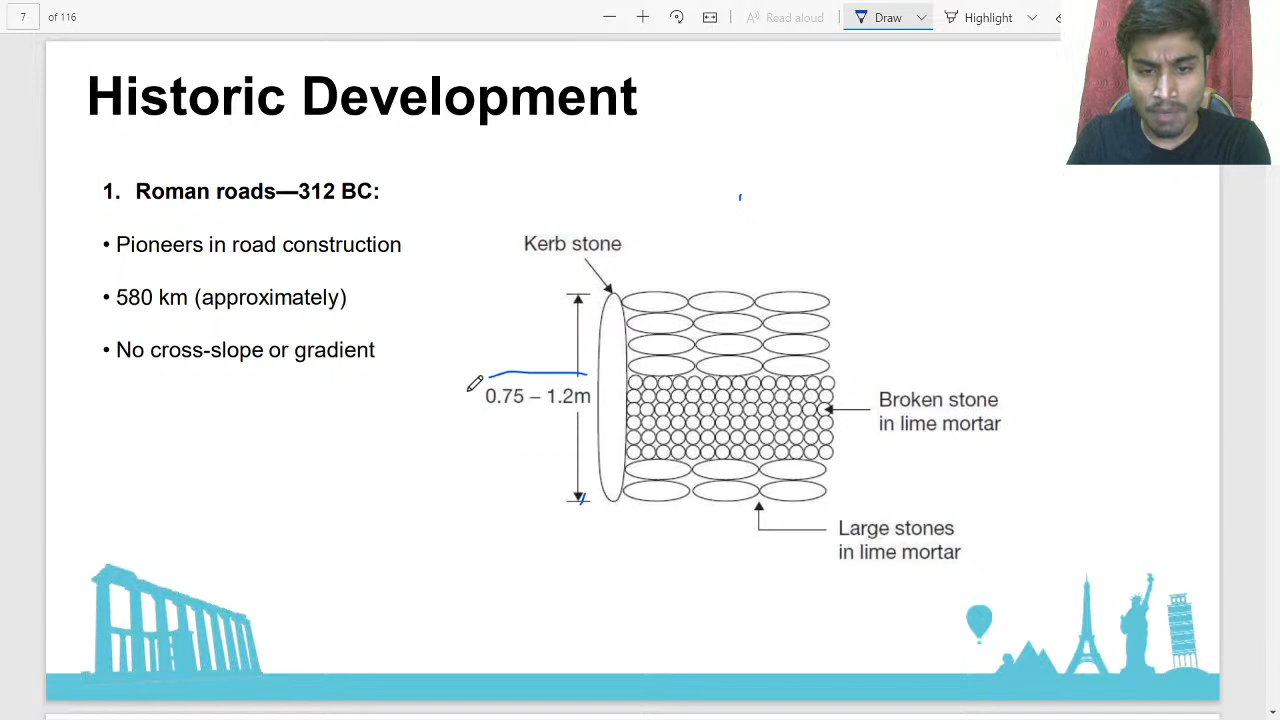 7 of 116
Read aloud
Draw
Highlight
Historic Development
1. Roman roads—312 BC:
• Pioneers in road construction
• 580 km (approximately)
• No cross-slope or gradient
Kerb stone
0.75 – 1.2m
Broken stone
in lime mortar
Large stones
in lime mortar